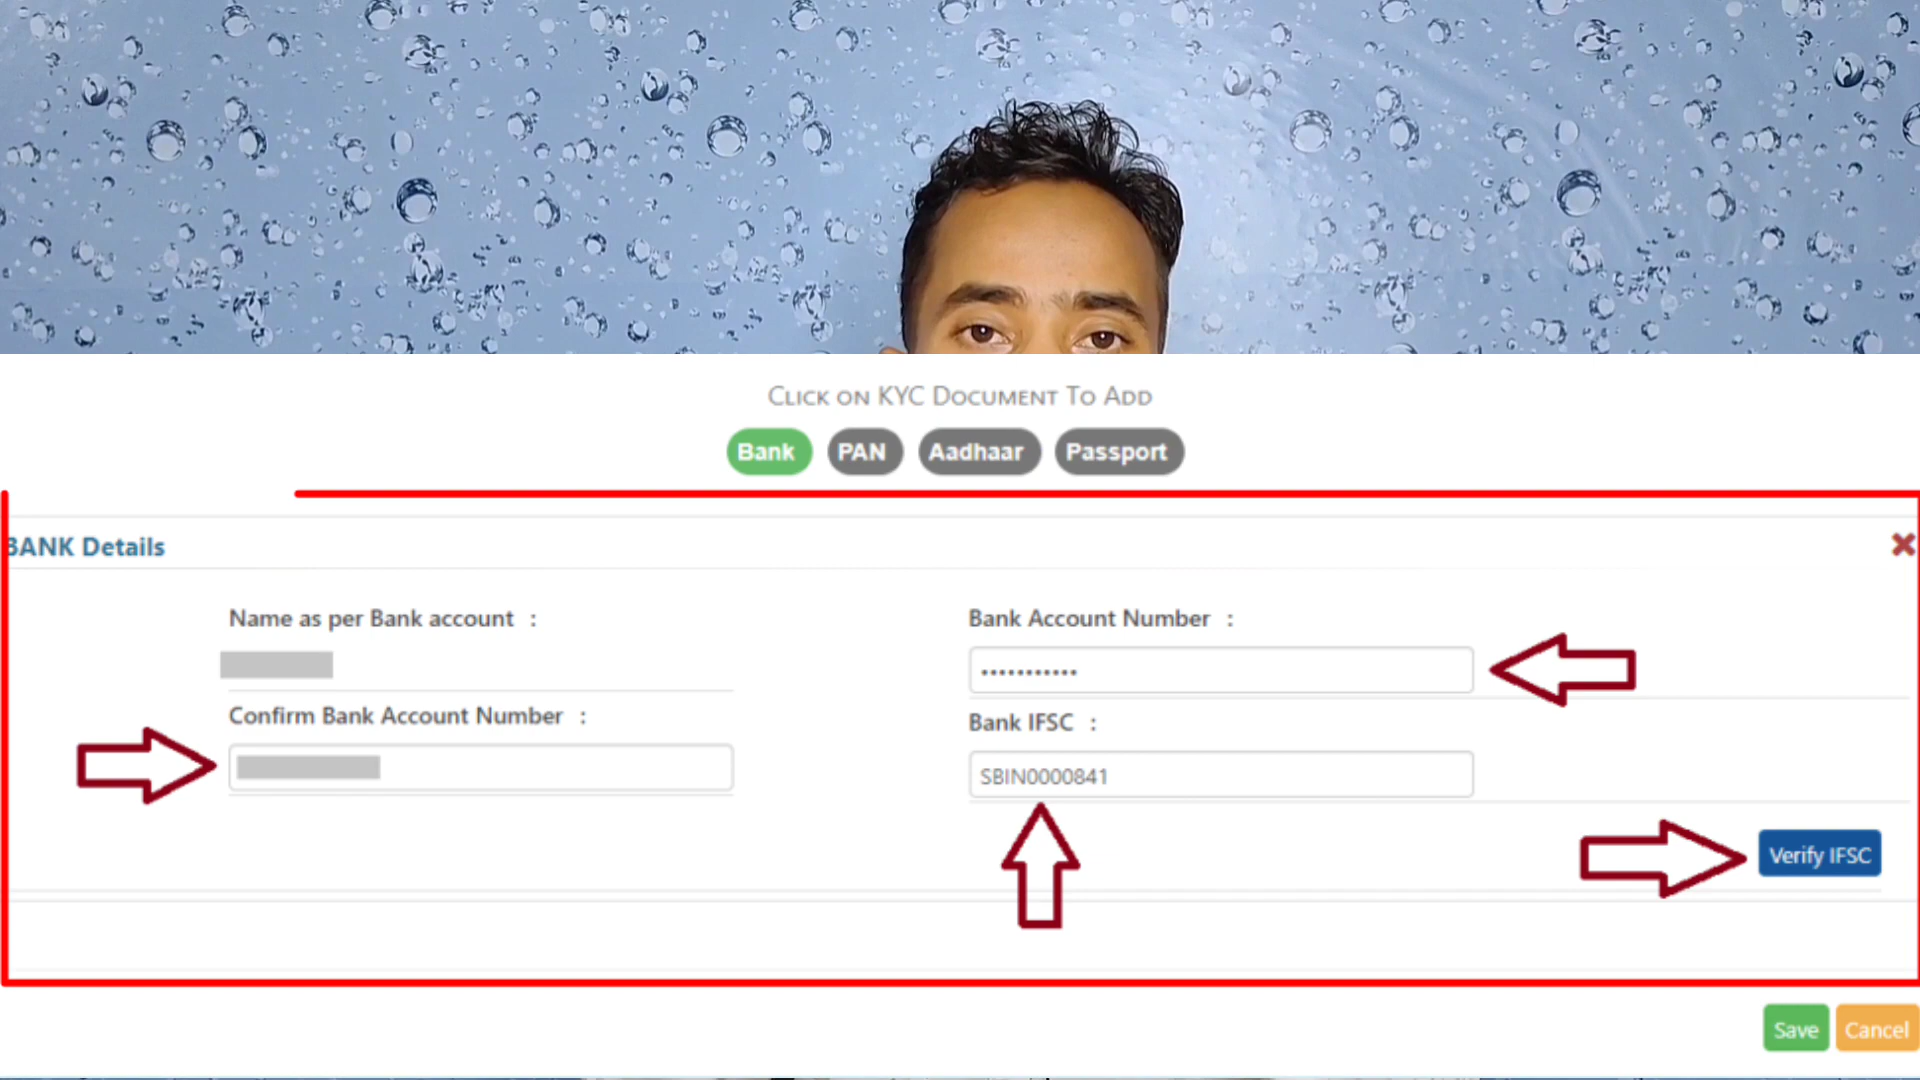 CLICK ON KYC DOCUMENT TO ADD
Bank PAN Aadhaar Passport
BANK Details
Name as per Bank account :
Bank Account Number :
Confirm Bank Account Number :
Bank IFSC :
SBIN0000841
Verify IFSC
Save Cancel